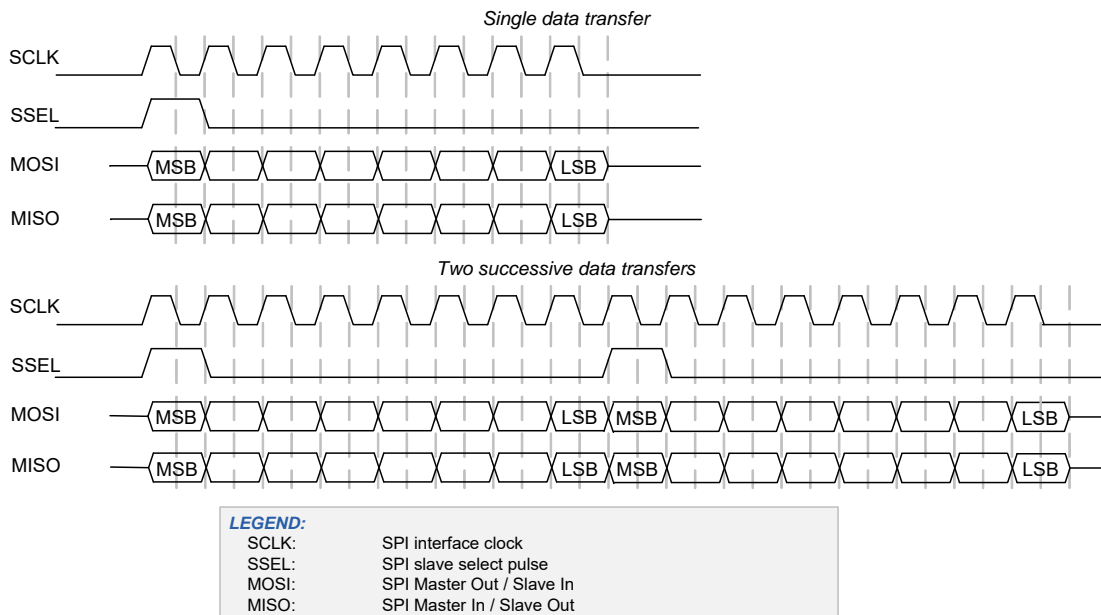 Single data transfer
SCLK
SSEL
MOSI MSB LSB
MISO MSB LSB
Two successive data transfers
SCLK
SSEL
MOSI MSB LSB MSB LSB
MISO MSB LSB MSB LSB
LEGEND:
SCLK: SPI interface clock
SSEL: SPI slave select pulse
MOSI: SPI Master Out / Slave In
MISO: SPI Master In / Slave Out